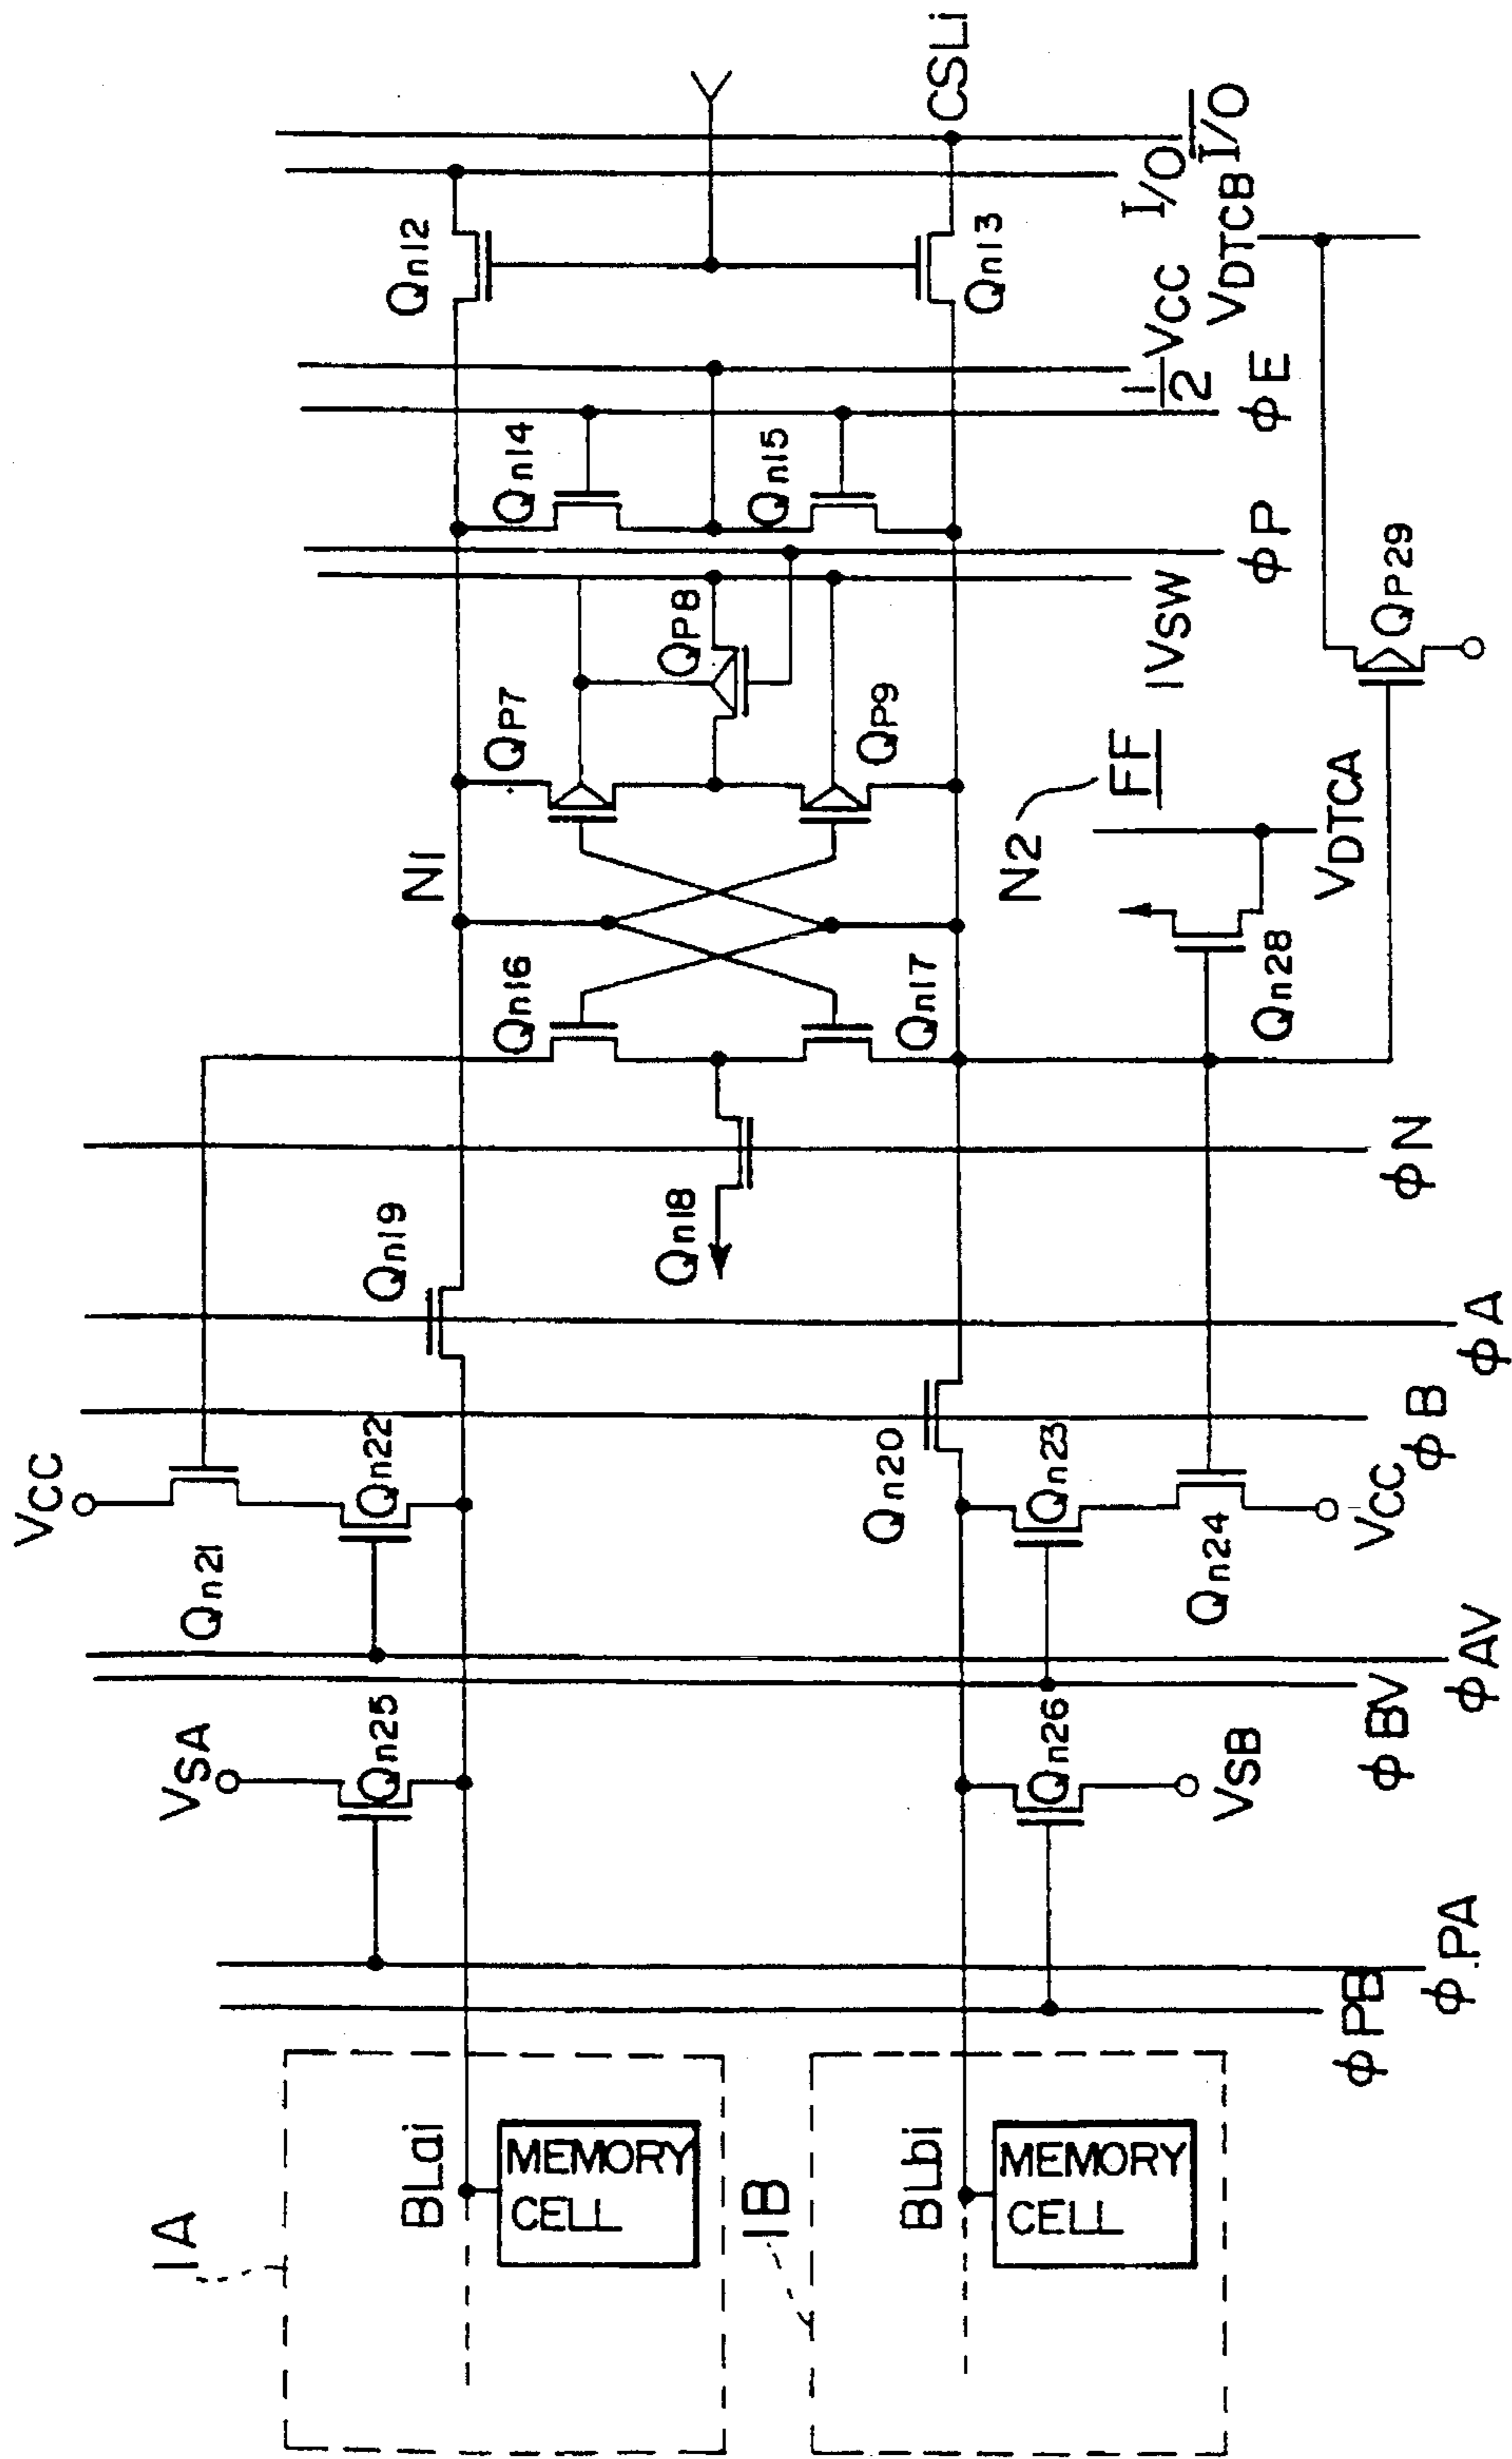 1A
BLai
MEMORY
CELL
1B
BLbi
MEMORY
CELL
VSA
Qn25
Qn26
VSB
φPB
φPA
VCC
Qn21
Qn22
Qn23
Qn24
VCC
φBV
φAV
Qn19
Qn20
φB
φA
Qn18
φN
Qn16
Qn17
N1
N2
FF
Qn28
VDTCA
QP7
QP8
QP9
1VSW
φP
QP29
Qn14
Qn15
1/2 VCC
φE
VDTCB
Qn12
Qn13
CSLi
I/O
I/O